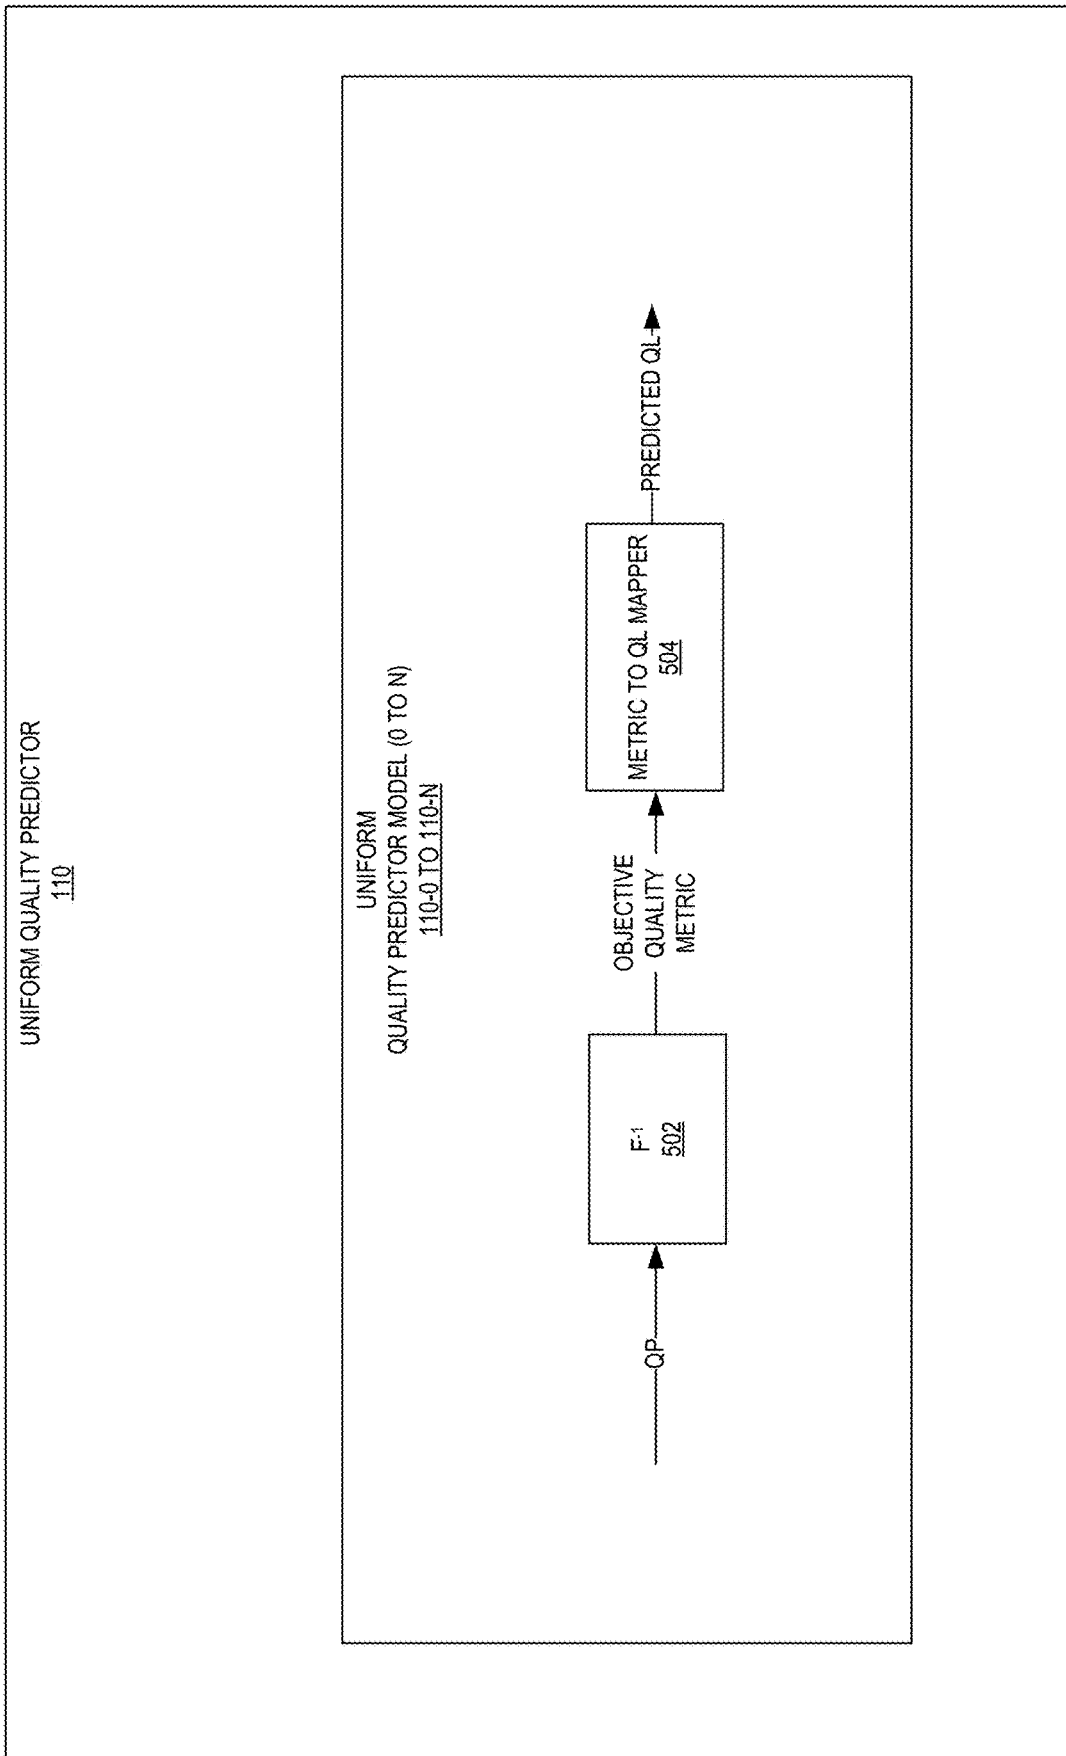 UNIFORM QUALITY PREDICTOR
110
UNIFORM
QUALITY PREDICTOR MODEL (0 TO N)
110-0 TO 110-N
QP
F-1
502
OBJECTIVE
QUALITY
METRIC
METRIC TO QL MAPPER
504
PREDICTED QL